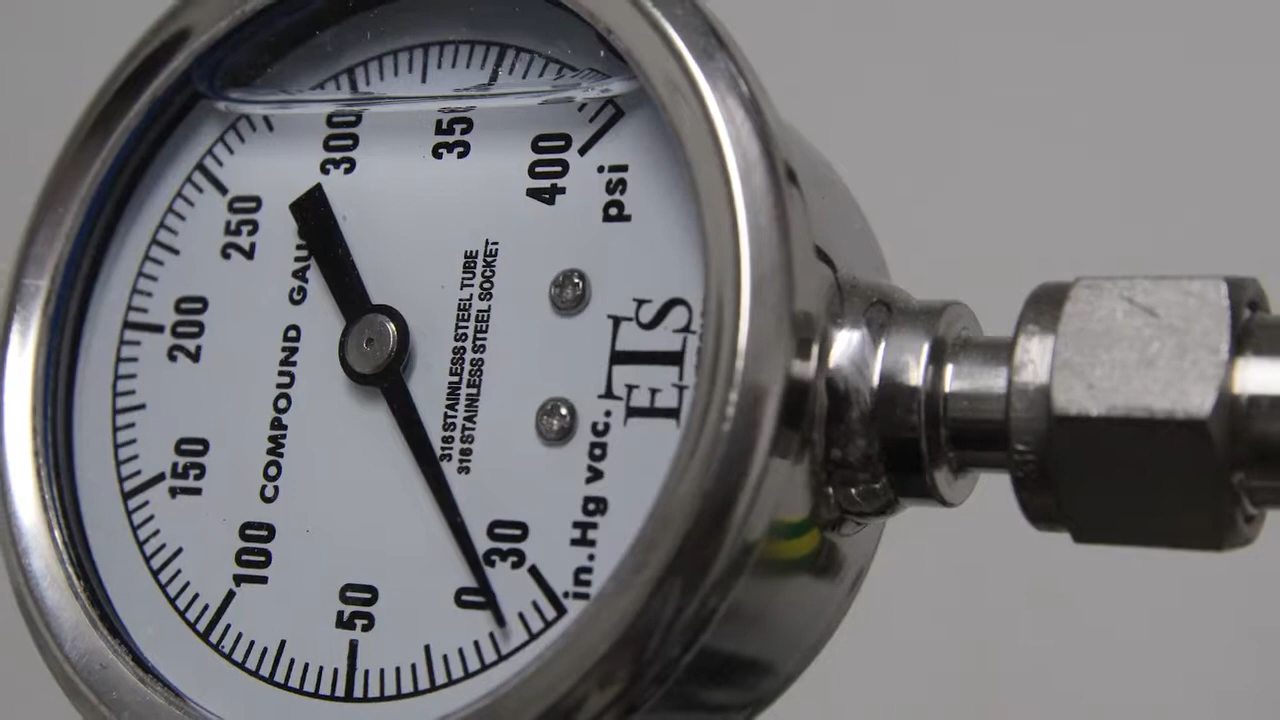 0
50
100
150
200
250
300
350
400
psi
30
in.Hg vac.
COMPOUND
316 STAINLESS STEEL TUBE
316 STAINLESS STEEL SOCKET
ETS